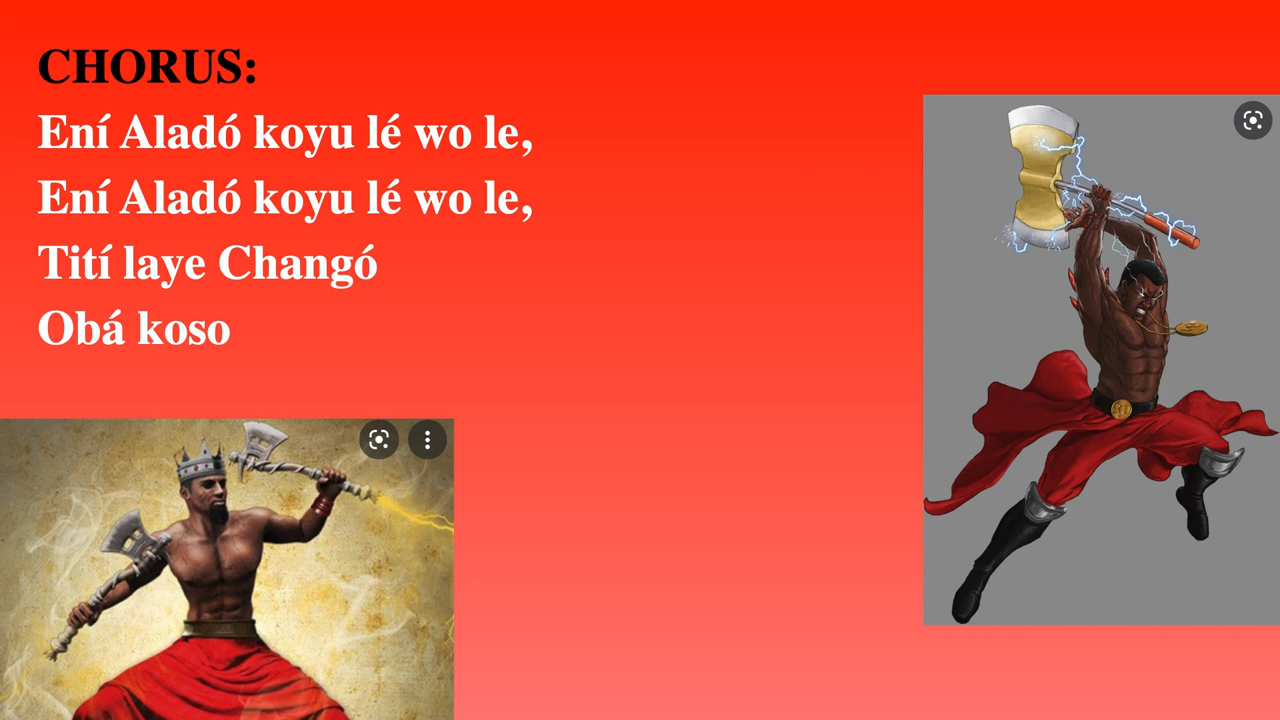 CHORUS:
Ení Aladó koyu lé wo le,
Ení Aladó koyu lé wo le,
Tití laye Changó
Obá koso